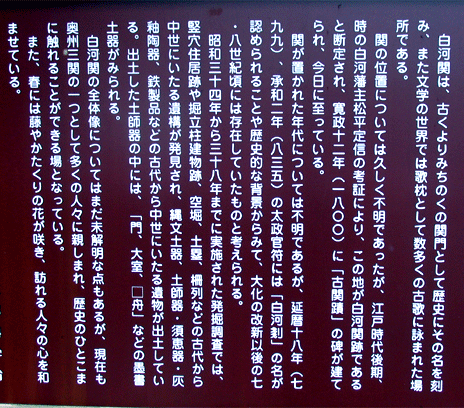 白河関は、古くよりみちのくの関門として歴史にその名を刻
み、また文学の世界では歌枕として数多くの古歌に詠まれた場
所である。
関の位置については久しく不明であったが、江戸時代後期、
時の白河藩主松平定信の考証により、この地が白河関跡である
と断定され、寛政十二年（一八〇〇）に「古関蹟」の碑が建て
られ、今日に至っている。
関が置かれた年代については不明であるが、延暦十八年（七
九九）、承和二年（八三五）の太政官符には「白河剗」の名が
認められることや歴史的な背景からみて、大化の改新以後の七
・八世紀頃には存在していたものと考えられる。
昭和三十四年から三十八年までに実施された発掘調査では、
竪穴住居跡や掘立柱建物跡、空堀、土塁、柵列などの古代から
中世にいたる遺構が発見され、縄文土器、土師器・須恵器・灰
釉陶器、鉄製品などの古代から中世にいたる遺物が出土してい
る。出土した土師器の中には、「門、大室、□舟」などの墨書
土器がみられる。
白河関の全体像についてはまだ未解明な点もあるが、現在も
奥州三関の一つとして多くの人々に親しまれ、歴史のひとこま
に触れることができる場となっている。
また、春には藤やかたくりの花が咲き、訪れる人々の心を和
ませている。